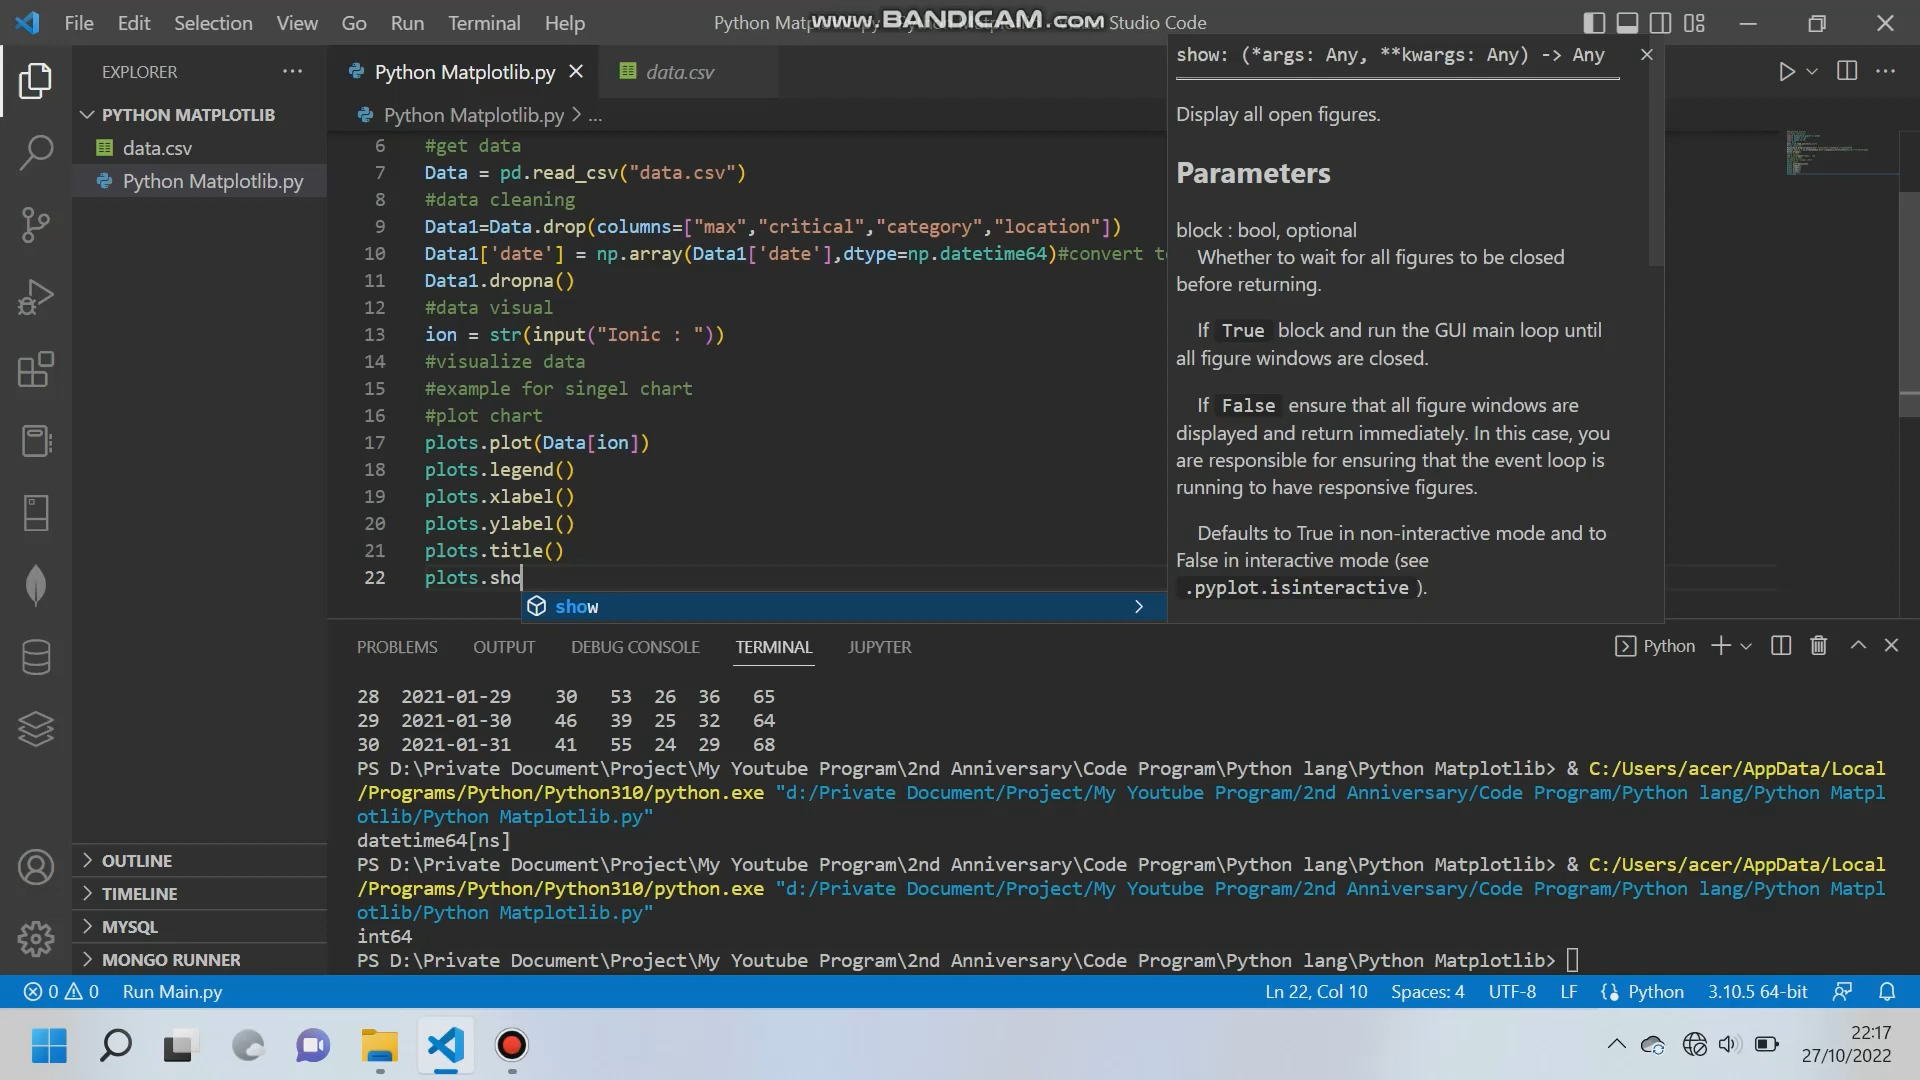 File Edit Selection View Go Run Terminal Help
Python Matp
www.BANDICAM.com
Studio Code
EXPLORER
PYTHON MATPLOTLIB
data.csv
Python Matplotlib.py
OUTLINE
TIMELINE
MYSQL
MONGO RUNNER
Python Matplotlib.py
data.csv
Python Matplotlib.py > ...
6 #get data
7 Data = pd.read_csv("data.csv")
8 #data cleaning
9 Data1=Data.drop(columns=["max","critical","category","location"])
10 Data1['date'] = np.array(Data1['date'],dtype=np.datetime64)#convert t
11 Data1.dropna()
12 #data visual
13 ion = str(input("Ionic : "))
14 #visualize data
15 #example for singel chart
16 #plot chart
17 plots.plot(Data[ion])
18 plots.legend()
19 plots.xlabel()
20 plots.ylabel()
21 plots.title()
22 plots.sho
show
show: (*args: Any, **kwargs: Any) -> Any
Display all open figures.
Parameters
block : bool, optional
Whether to wait for all figures to be closed
before returning.
If True block and run the GUI main loop until
all figure windows are closed.
If False ensure that all figure windows are
displayed and return immediately. In this case, you
are responsible for ensuring that the event loop is
running to have responsive figures.
Defaults to True in non-interactive mode and to
False in interactive mode (see
.pyplot.isinteractive ).
PROBLEMS OUTPUT DEBUG CONSOLE TERMINAL JUPYTER
Python
28 2021-01-29 30 53 26 36 65
29 2021-01-30 46 39 25 32 64
30 2021-01-31 41 55 24 29 68
PS D:\Private Document\Project\My Youtube Program\2nd Anniversary\Code Program\Python lang\Python Matplotlib> & C:/Users/acer/AppData/Local
/Programs/Python/Python310/python.exe "d:/Private Document/Project/My Youtube Program/2nd Anniversary/Code Program/Python lang/Python Matpl
otlib/Python Matplotlib.py"
datetime64[ns]
PS D:\Private Document\Project\My Youtube Program\2nd Anniversary\Code Program\Python lang\Python Matplotlib> & C:/Users/acer/AppData/Local
/Programs/Python/Python310/python.exe "d:/Private Document/Project/My Youtube Program/2nd Anniversary/Code Program/Python lang/Python Matpl
otlib/Python Matplotlib.py"
int64
PS D:\Private Document\Project\My Youtube Program\2nd Anniversary\Code Program\Python lang\Python Matplotlib>
0 0 Run Main.py
Ln 22, Col 10 Spaces: 4 UTF-8 LF Python 3.10.5 64-bit
22:17
27/10/2022